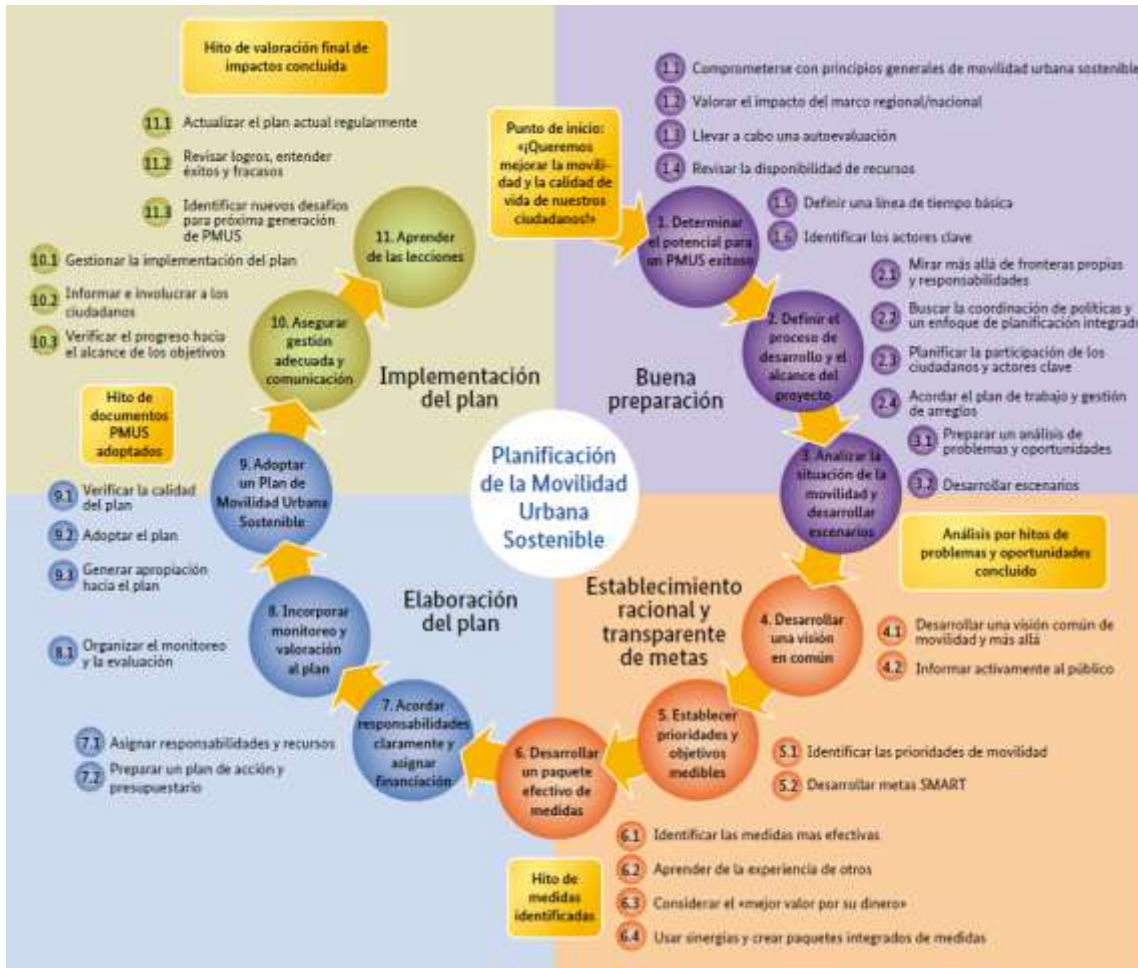 Hito de valoración final de
impactos concluida
11.1 Actualizar el plan actual regularmente
11.2 Revisar logros, entender
éxitos y fracasos
11.3 Identificar nuevos desafíos
para próxima generación
de PMUS
11. Aprender
de las lecciones
10.1 Gestionar la implementación del plan
10.2 Informar e involucrar a los
ciudadanos
10.3 Verificar el progreso hacia
el alcance de los objetivos
10. Asegurar
gestión
adecuada y
comunicación
Implementación
del plan
Punto de inicio:
«¡Queremos
mejorar la movili-
dad y la calidad de
vida de nuestros
ciudadanos!»
1.1 Comprometerse con principios generales de movilidad urbana sostenible
1.2 Valorar el impacto del marco regional/nacional
1.3 Llevar a cabo una autoevaluación
1.4 Revisar la disponibilidad de recursos
1.5 Definir una línea de tiempo básica
1.6 Identificar los actores clave
1. Determinar
el potencial para
un PMUS exitoso
2.1 Mirar más allá de fronteras propias
y responsabilidades
2.2 Buscar la coordinación de políticas y
un enfoque de planificación integrado
2.3 Planificar la participación de los
ciudadanos y actores clave
2.4 Acordar el plan de trabajo y gestión
de arreglos
2. Definir el
proceso de
desarrollo y el
alcance del
proyecto
Buena
preparación
3.1 Preparar un análisis de
problemas y oportunidades
3.2 Desarrollar escenarios
3. Analizar la
situación de la
movilidad y
desarrollar
escenarios
Análisis por hitos de
problemas y oportunidades
concluido
Planificación
de la Movilidad
Urbana
Sostenible
Establecimiento
racional y
transparente
de metas
4. Desarrollar
una visión
en común
4.1 Desarrollar una visión común de
movilidad y más allá
4.2 Informar activamente al público
5. Establecer
prioridades y
objetivos
medibles
5.1 Identificar las prioridades de movilidad
5.2 Desarrollar metas SMART
6. Desarrollar
un paquete
efectivo de
medidas
6.1 Identificar las medidas mas efectivas
6.2 Aprender de la experiencia de otros
6.3 Considerar el «mejor valor por su dinero»
6.4 Usar sinergías y crear paquetes integrados de medidas
Hito de
medidas
identificadas
Elaboración
del plan
7. Acordar
responsabilidades
claramente y
asignar
financiación
7.1 Asignar responsabilidades y recursos
7.2 Preparar un plan de acción y
presupuestario
8. Incorporar
monitoreo y
valoración
al plan
8.1 Organizar el monitoreo
y la evaluación
9. Adoptar
un Plan de
Movilidad Urbana
Sostenible
9.1 Verificar la calidad
del plan
9.2 Adoptar el plan
9.3 Generar apropiación
hacia el plan
Hito de
documentos
PMUS
adoptados